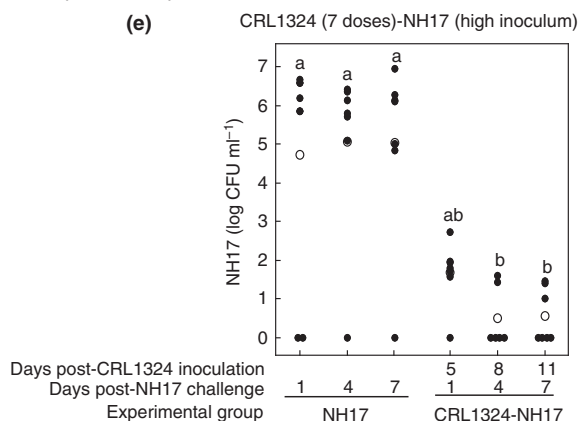 (e) CRL1324 (7 doses)-NH17 (high inoculum)
NH17 (log CFU ml⁻¹)
7
6
5
4
3
2
1
0
a a a ab b b
Days post-CRL1324 inoculation 5 8 11
Days post-NH17 challenge 1 4 7 1 4 7
Experimental group NH17 CRL1324-NH17